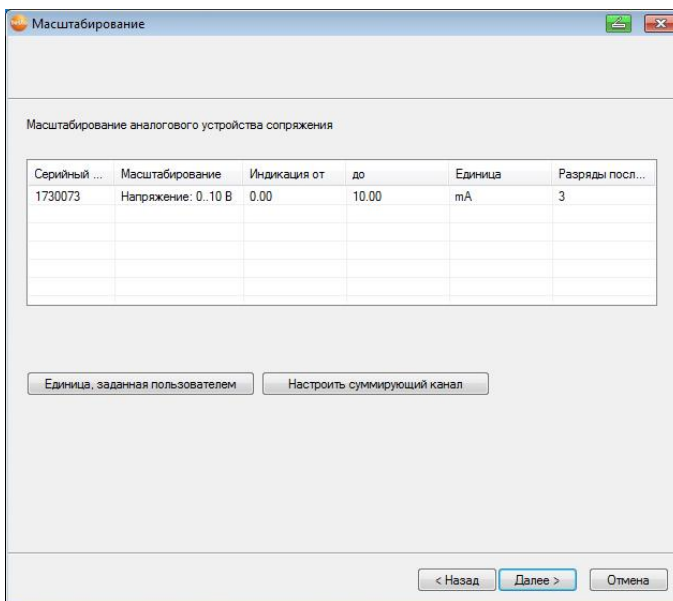 Масштабирование
Масштабирование аналогового устройства сопряжения
Серийный ... Масштабирование Индикация от до Единица Разряды посл...
1730073 Напряжение: 0..10 В 0.00 10.00 mA 3
Единица, заданная пользователем Настроить суммирующий канал
< Назад Далее > Отмена